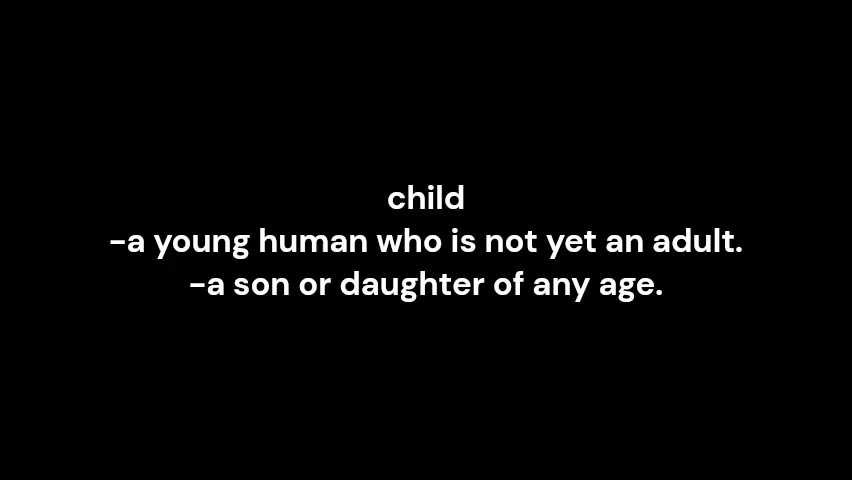 child
-a young human who is not yet an adult.
-a son or daughter of any age.